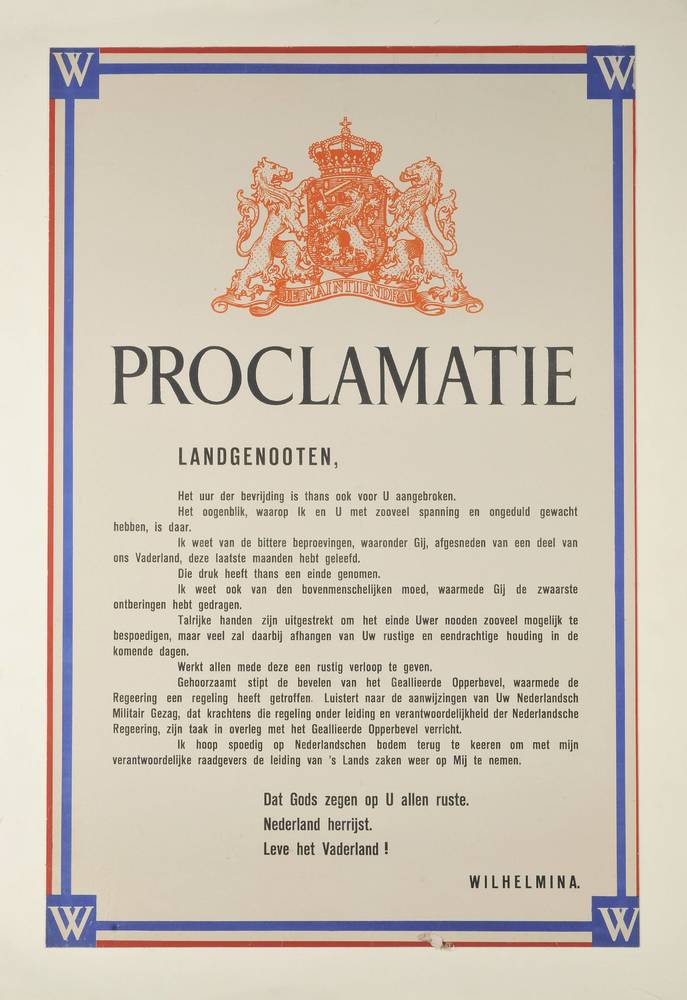 W W
JE MAINTIENDRAI
PROCLAMATIE
LANDGENOOTEN,
Het uur der bevrijding is thans ook voor U aangebroken.
Het oogenblik, waarop Ik en U met zooveel spanning en ongeduld gewacht
hebben, is daar.
Ik weet van de bittere beproevingen, waaronder Gij, afgesneden van een deel van
ons Vaderland, deze laatste maanden hebt geleefd.
Die druk heeft thans een einde genomen.
Ik weet ook van den bovenmenschelijken moed, waarmede Gij de zwaarste
ontberingen hebt gedragen.
Talrijke handen zijn uitgestrekt om het einde Uwer nooden zooveel mogelijk te
bespoedigen, maar veel zal daarbij afhangen van Uw rustige en eendrachtige houding in de
komende dagen.
Werkt allen mede deze een rustig verloop te geven.
Gehoorzaamt stipt de bevelen van het Geallieerde Opperbevel, waarmede de
Regeering een regeling heeft getroffen. Luistert naar de aanwijzingen van Uw Nederlandsch
Militair Gezag, dat krachtens die regeling onder leiding en verantwoordelijkheid der Nederlandsche
Regeering, zijn taak in overleg met het Geallieerde Opperbevel verricht.
Ik hoop spoedig op Nederlandschen bodem terug te keeren om met mijn
verantwoordelijke raadgevers de leiding van 's Lands zaken weer op Mij te nemen.
Dat Gods zegen op U allen ruste.
Nederland herrijst.
Leve het Vaderland !
WILHELMINA.
W W